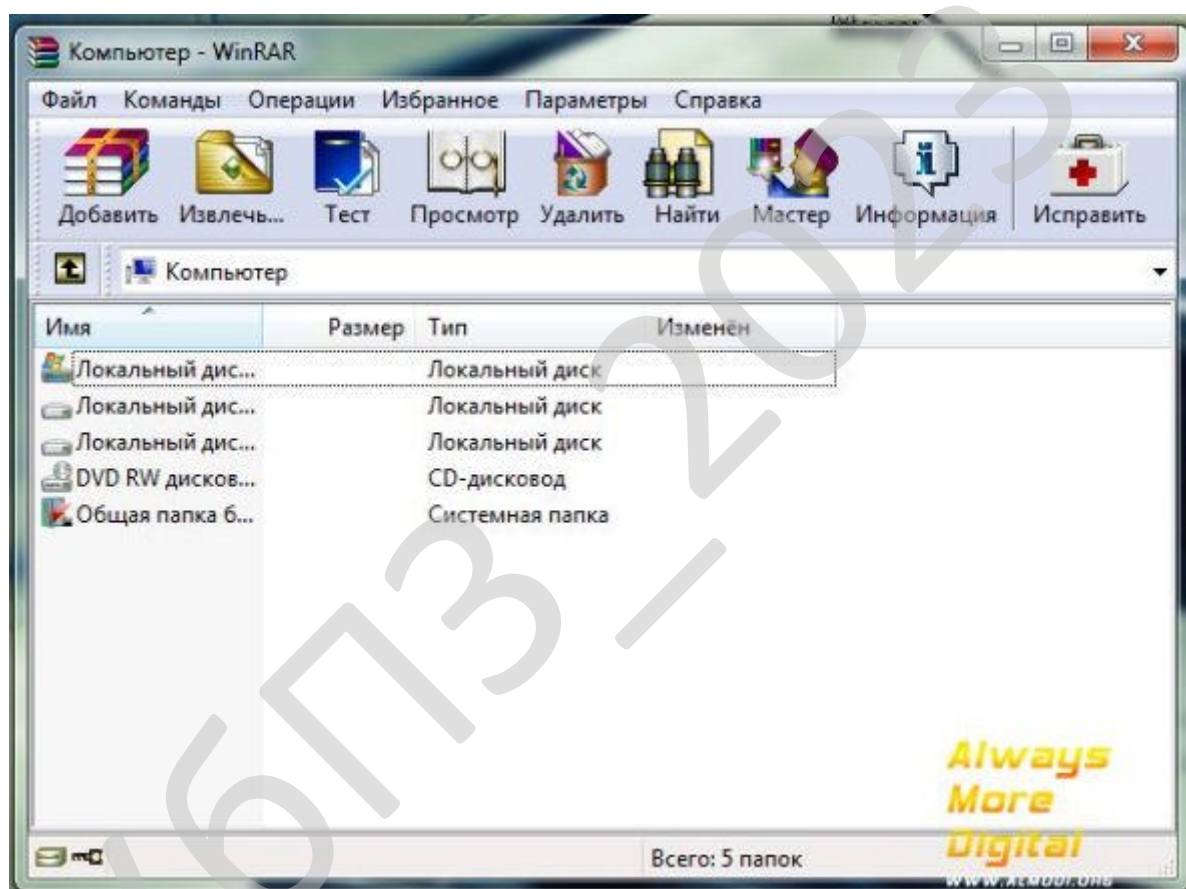 Компьютер - WinRAR
Файл Команды Операции Избранное Параметры Справка
Добавить Извлечь... Тест Просмотр Удалить Найти Мастер Информация Исправить
Компьютер
Имя Размер Тип Изменён
Локальный дис... Локальный диск
Локальный дис... Локальный диск
Локальный дис... Локальный диск
DVD RW дисков... CD-дисковод
Общая папка б... Системная папка
Always
More
Digital
Всего: 5 папок
6ПЗ_2023